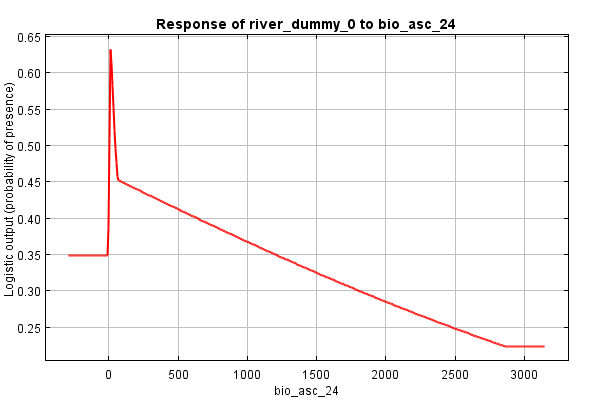 Response of river_dummy_0 to bio_asc_24
Logistic output (probability of presence)
0.65
0.60
0.55
0.50
0.45
0.40
0.35
0.30
0.25
0 500 1000 1500 2000 2500 3000
bio_asc_24